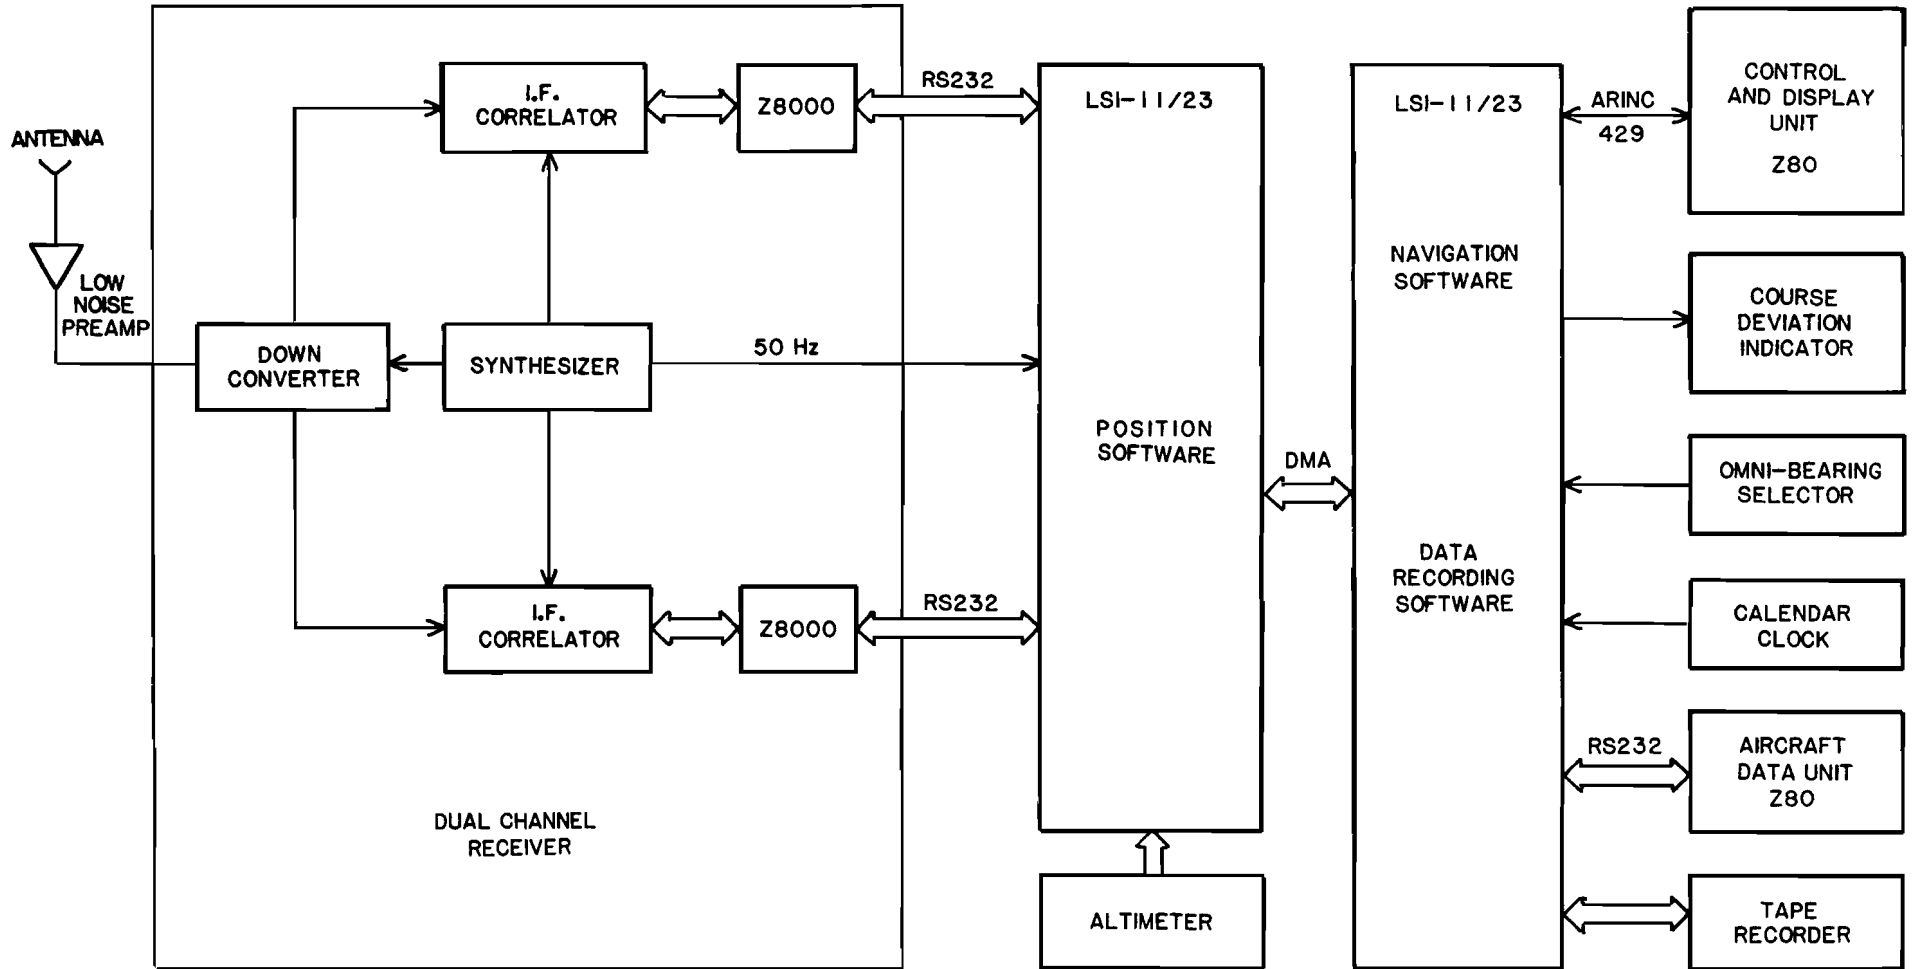 ANTENNA
LOW
NOISE
PREAMP
DOWN
CONVERTER
I.F.
CORRELATOR
Z8000
RS232
SYNTHESIZER
50 Hz
I.F.
CORRELATOR
Z8000
RS232
DUAL CHANNEL
RECEIVER
LSI-11/23
POSITION
SOFTWARE
ALTIMETER
DMA
LSI-11/23
NAVIGATION
SOFTWARE
DATA
RECORDING
SOFTWARE
ARINC
429
CONTROL
AND DISPLAY
UNIT
Z80
COURSE
DEVIATION
INDICATOR
OMNI-BEARING
SELECTOR
CALENDAR
CLOCK
RS232
AIRCRAFT
DATA UNIT
Z80
TAPE
RECORDER